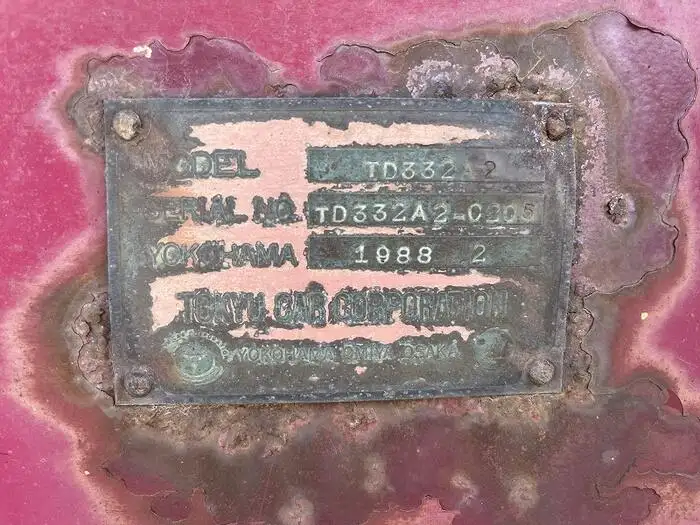 MODEL TD332A2
SERIAL NO. TD332A2-0205
YOKOHAMA 1988 2
TOKYU CAR CORPORATION
YOKOHAMA OMIYA OSAKA